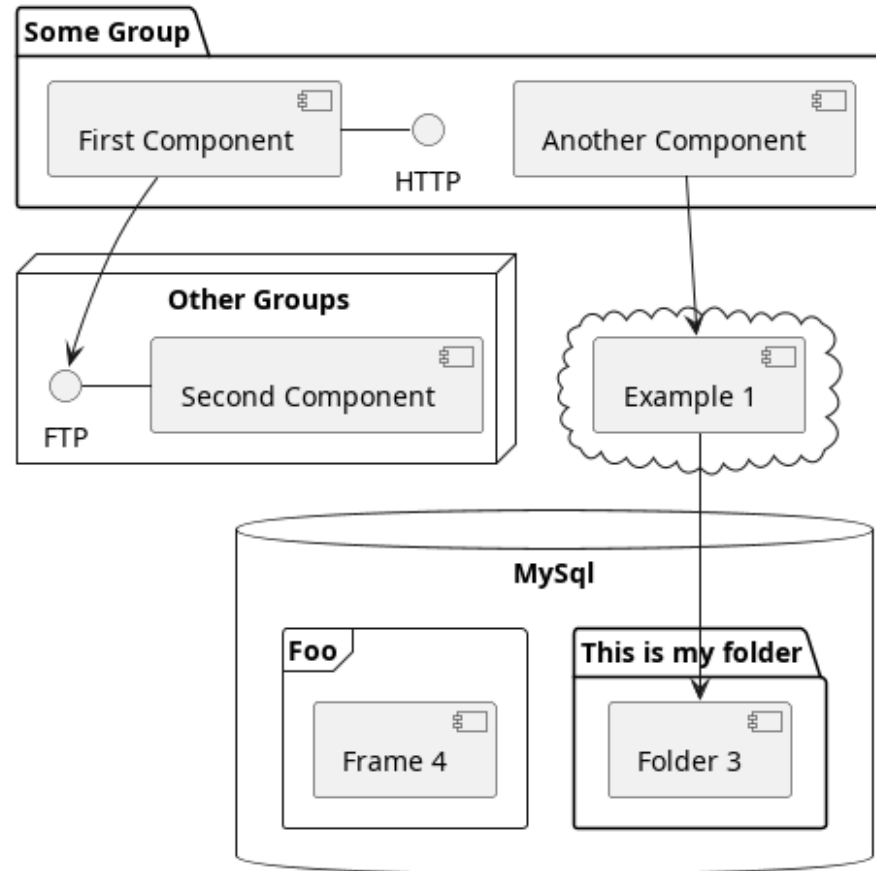 Some Group
First Component
HTTP
Another Component
Other Groups
FTP
Second Component
Example 1
MySql
Foo
Frame 4
This is my folder
Folder 3